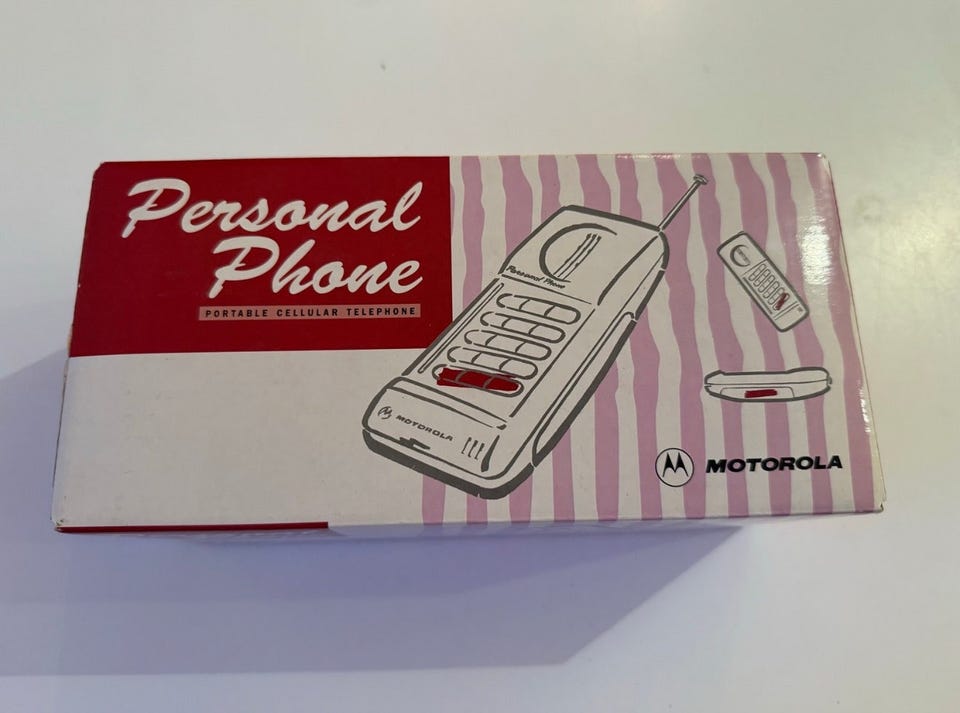 Personal
Phone
PORTABLE CELLULAR TELEPHONE
Personal Phone
MOTOROLA
MOTOROLA